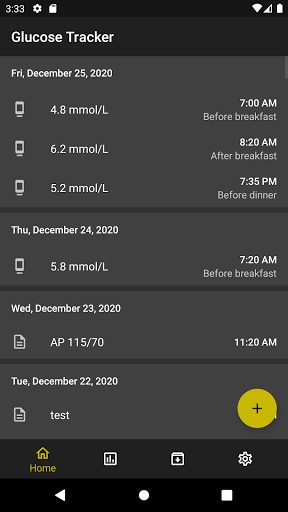 3:33
Glucose Tracker
Fri, December 25, 2020
4.8 mmol/L
7:00 AM
Before breakfast
6.2 mmol/L
8:20 AM
After breakfast
5.2 mmol/L
7:35 PM
Before dinner
Thu, December 24, 2020
5.8 mmol/L
7:20 AM
Before breakfast
Wed, December 23, 2020
AP 115/70
11:20 AM
Tue, December 22, 2020
test
Home